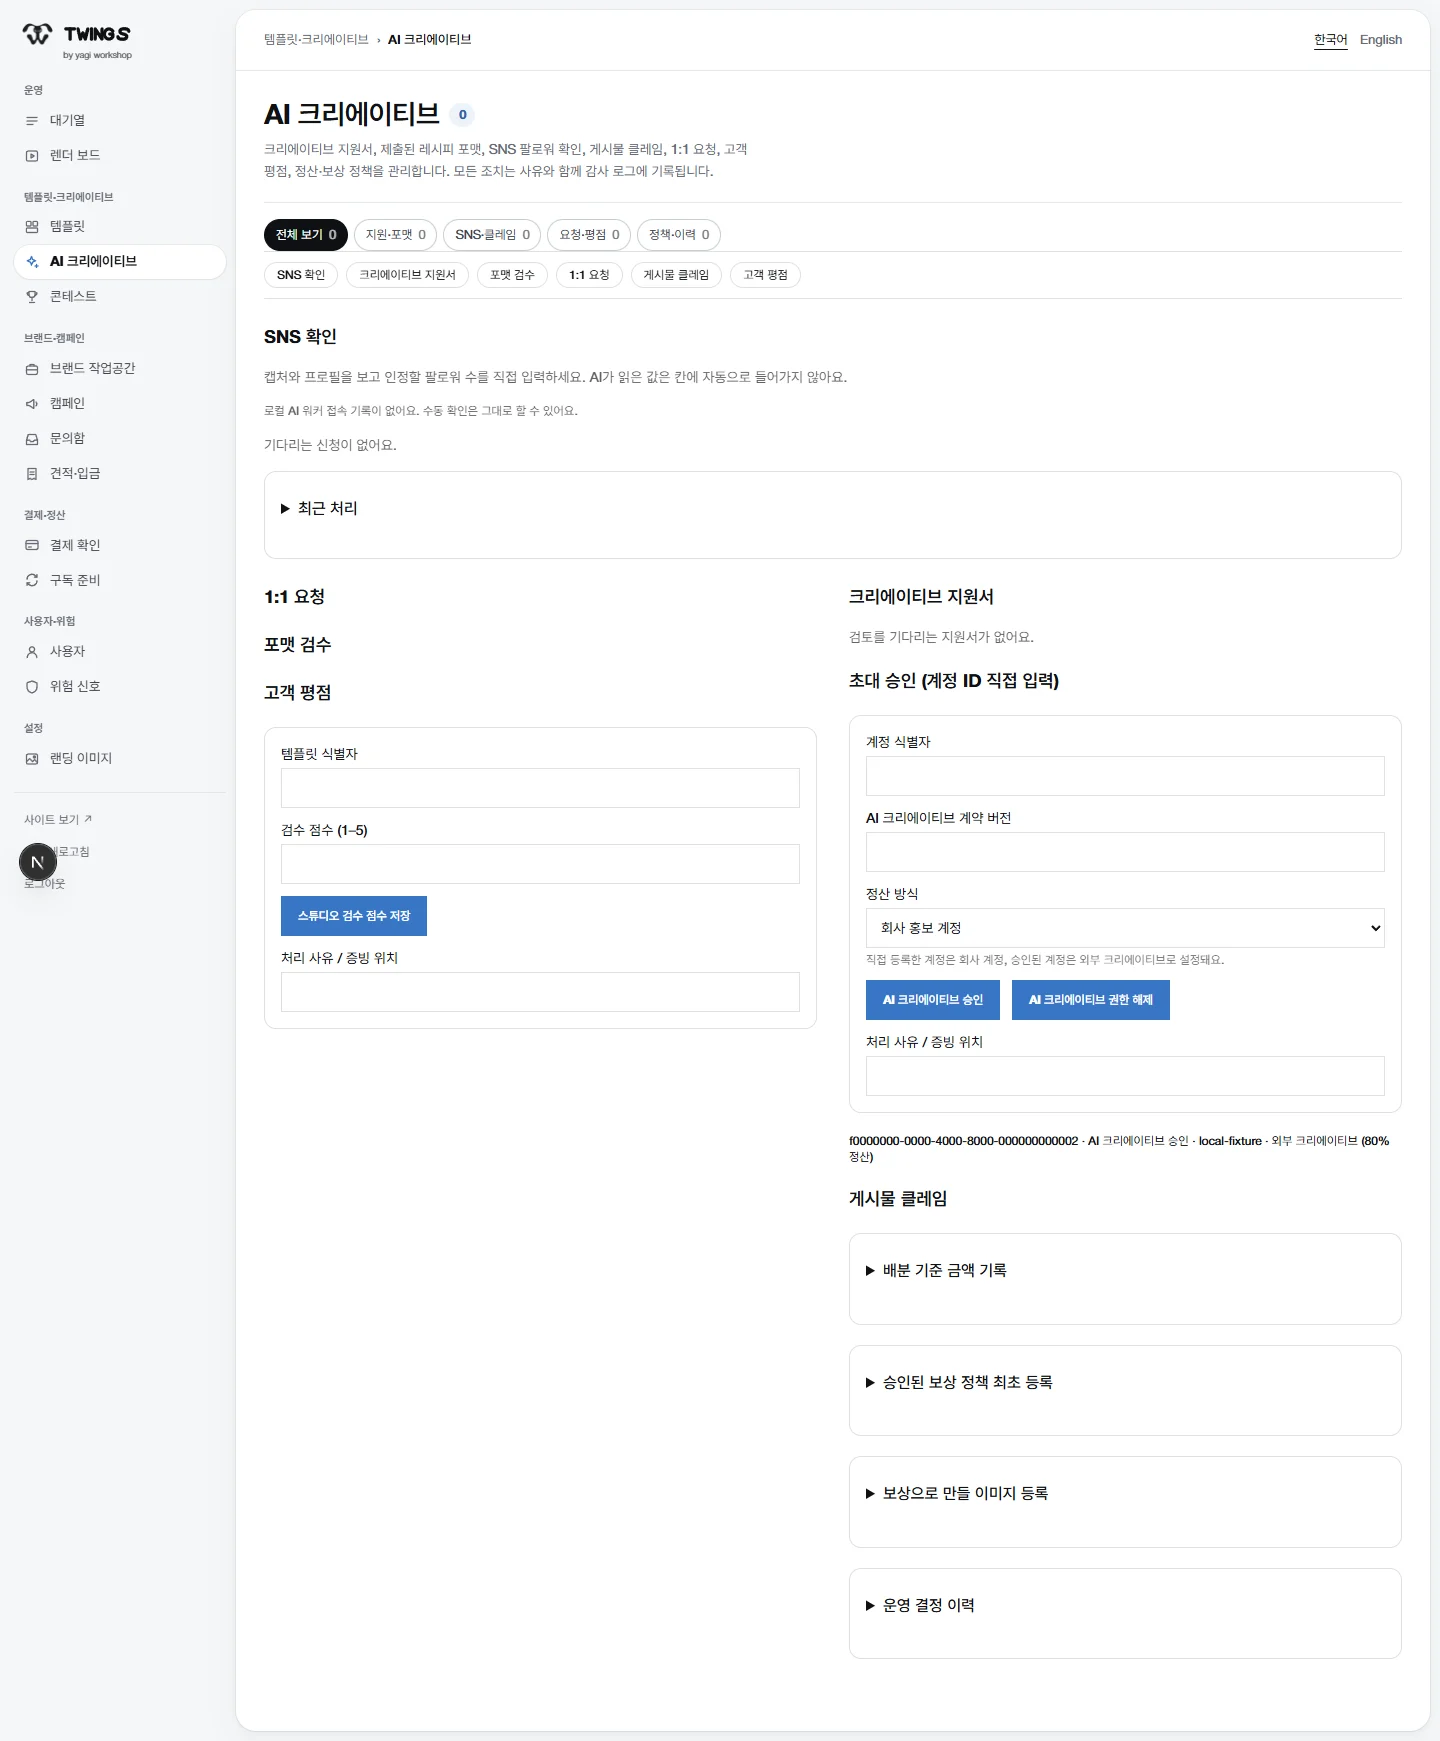 TWINGS
by yagi workshop
운영
대기열
렌더 보드
템플릿·크리에이티브
템플릿
AI 크리에이티브
콘테스트
브랜드·캠페인
브랜드 작업공간
캠페인
문의함
견적·입금
결제·정산
결제 확인
구독 준비
사용자·위험
사용자
위험 신호
설정
랜딩 이미지
사이트 보기 ↗
로고침
로그아웃
N
템플릿·크리에이티브 › AI 크리에이티브
한국어 English
AI 크리에이티브 0
크리에이티브 지원서, 제출된 레시피 포맷, SNS 팔로워 확인, 게시물 클레임, 1:1 요청, 고객
평점, 정산·보상 정책을 관리합니다. 모든 조치는 사유와 함께 감사 로그에 기록됩니다.
전체 보기 0 지원·포맷 0 SNS·클레임 0 요청·평점 0 정책·이력 0
SNS 확인 크리에이티브 지원서 포맷 검수 1:1 요청 게시물 클레임 고객 평점
SNS 확인
캡처와 프로필을 보고 인정할 팔로워 수를 직접 입력하세요. AI가 읽은 값은 칸에 자동으로 들어가지 않아요.
로컬 AI 워커 접속 기록이 없어요. 수동 확인은 그대로 할 수 있어요.
기다리는 신청이 없어요.
▶ 최근 처리
1:1 요청
포맷 검수
고객 평점
템플릿 식별자
검수 점수 (1–5)
스튜디오 검수 점수 저장
처리 사유 / 증빙 위치
크리에이티브 지원서
검토를 기다리는 지원서가 없어요.
초대 승인 (계정 ID 직접 입력)
계정 식별자
AI 크리에이티브 계약 버전
정산 방식
회사 홍보 계정
직접 등록한 계정은 회사 계정, 승인된 계정은 외부 크리에이티브로 설정돼요.
AI 크리에이티브 승인 AI 크리에이티브 권한 해제
처리 사유 / 증빙 위치
f0000000-0000-4000-8000-000000000002 · AI 크리에이티브 승인 · local-fixture · 외부 크리에이티브 (80%
정산)
게시물 클레임
▶ 배분 기준 금액 기록
▶ 승인된 보상 정책 최초 등록
▶ 보상으로 만들 이미지 등록
▶ 운영 결정 이력